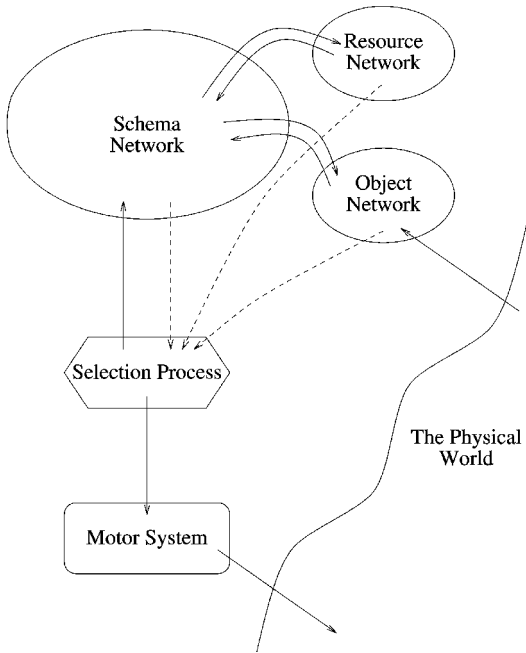 Resource
Network
Schema
Network
Object
Network
Selection Process
The Physical
World
Motor System